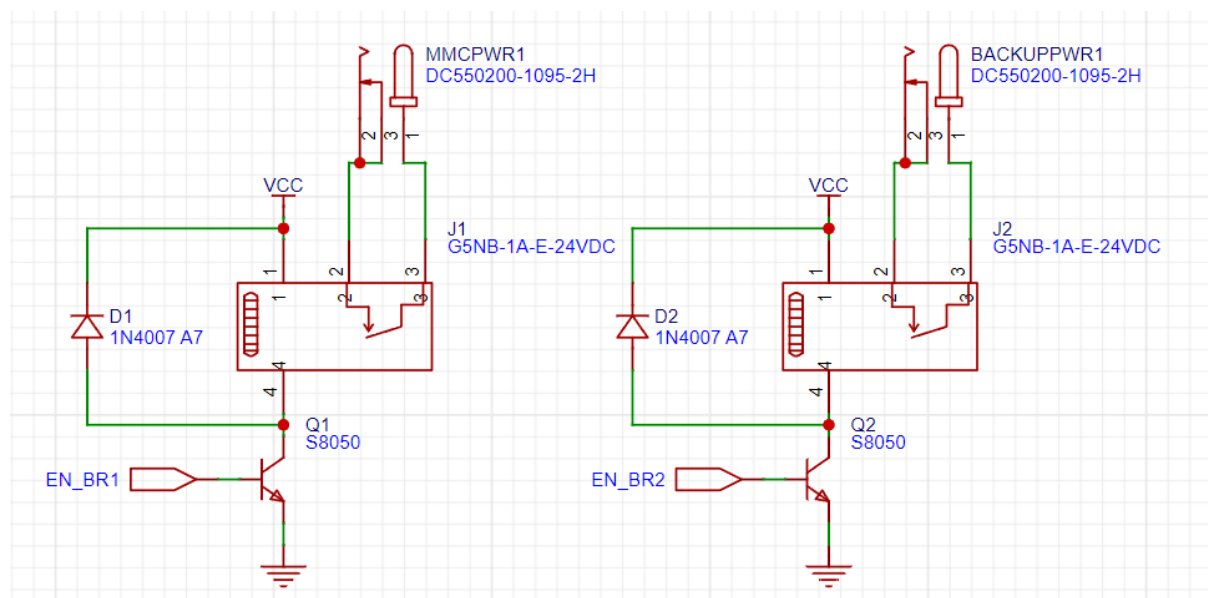 MMCPWR1
DC550200-1095-2H
2
3
1
VCC
J1
G5NB-1A-E-24VDC
1
2
3
1
2
3
D1
1N4007 A7
4
4
Q1
S8050
EN_BR1
BACKUPPWR1
DC550200-1095-2H
2
3
1
VCC
J2
G5NB-1A-E-24VDC
1
2
3
1
2
3
D2
1N4007 A7
4
4
Q2
S8050
EN_BR2